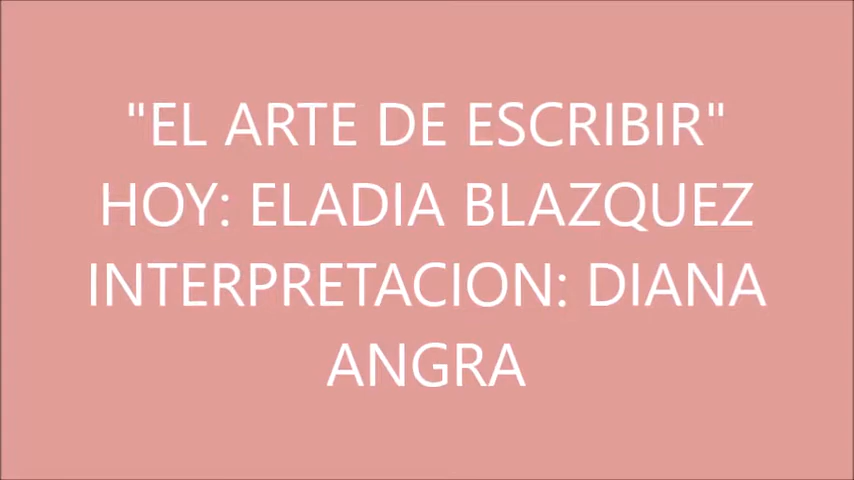 "EL ARTE DE ESCRIBIR"
HOY: ELADIA BLAZQUEZ
INTERPRETACION: DIANA
ANGRA